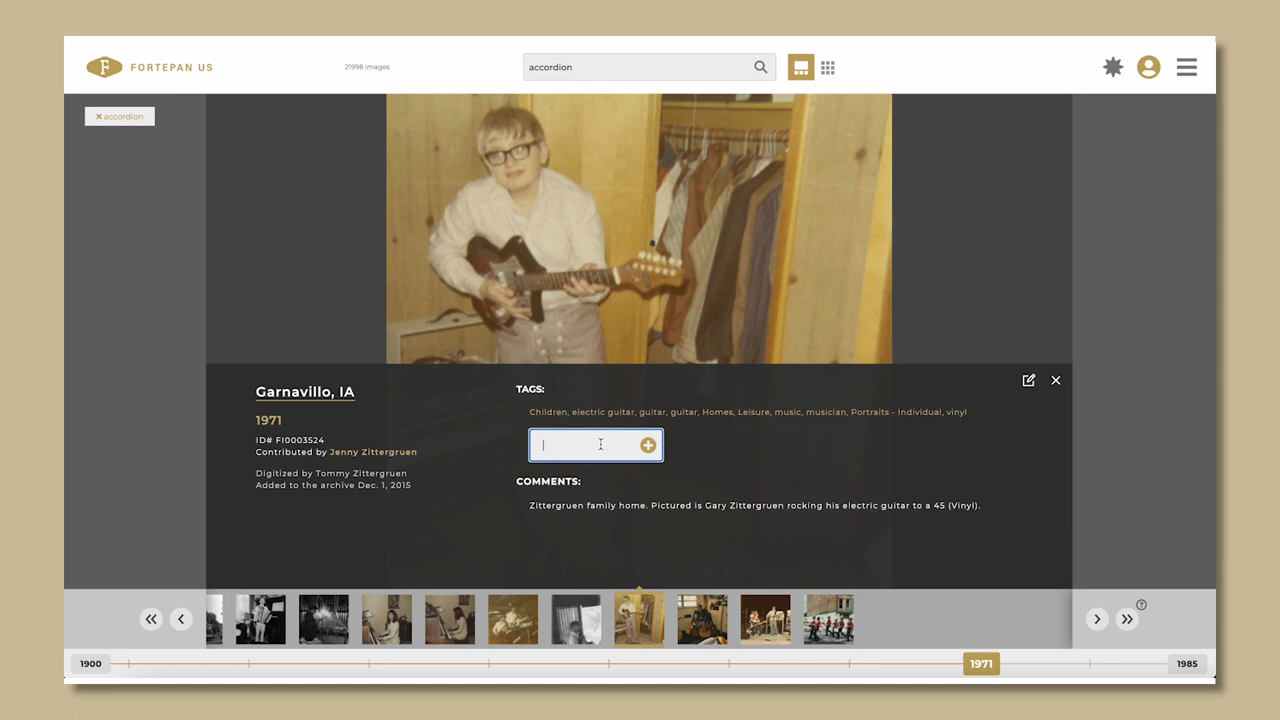 FORTEPAN US
21998 images
accordion
× accordion
Garnavillo, IA
1971
ID# FI0003524
Contributed by Jenny Zittergruen
Digitized by Tommy Zittergruen
Added to the archive Dec. 1, 2015
TAGS:
Children, electric guitar, guitar, guitar, Homes, Leisure, music, musician, Portraits - Individual, vinyl
COMMENTS:
Zittergruen family home. Pictured is Gary Zittergruen rocking his electric guitar to a 45 (Vinyl).
1900
1971
1985